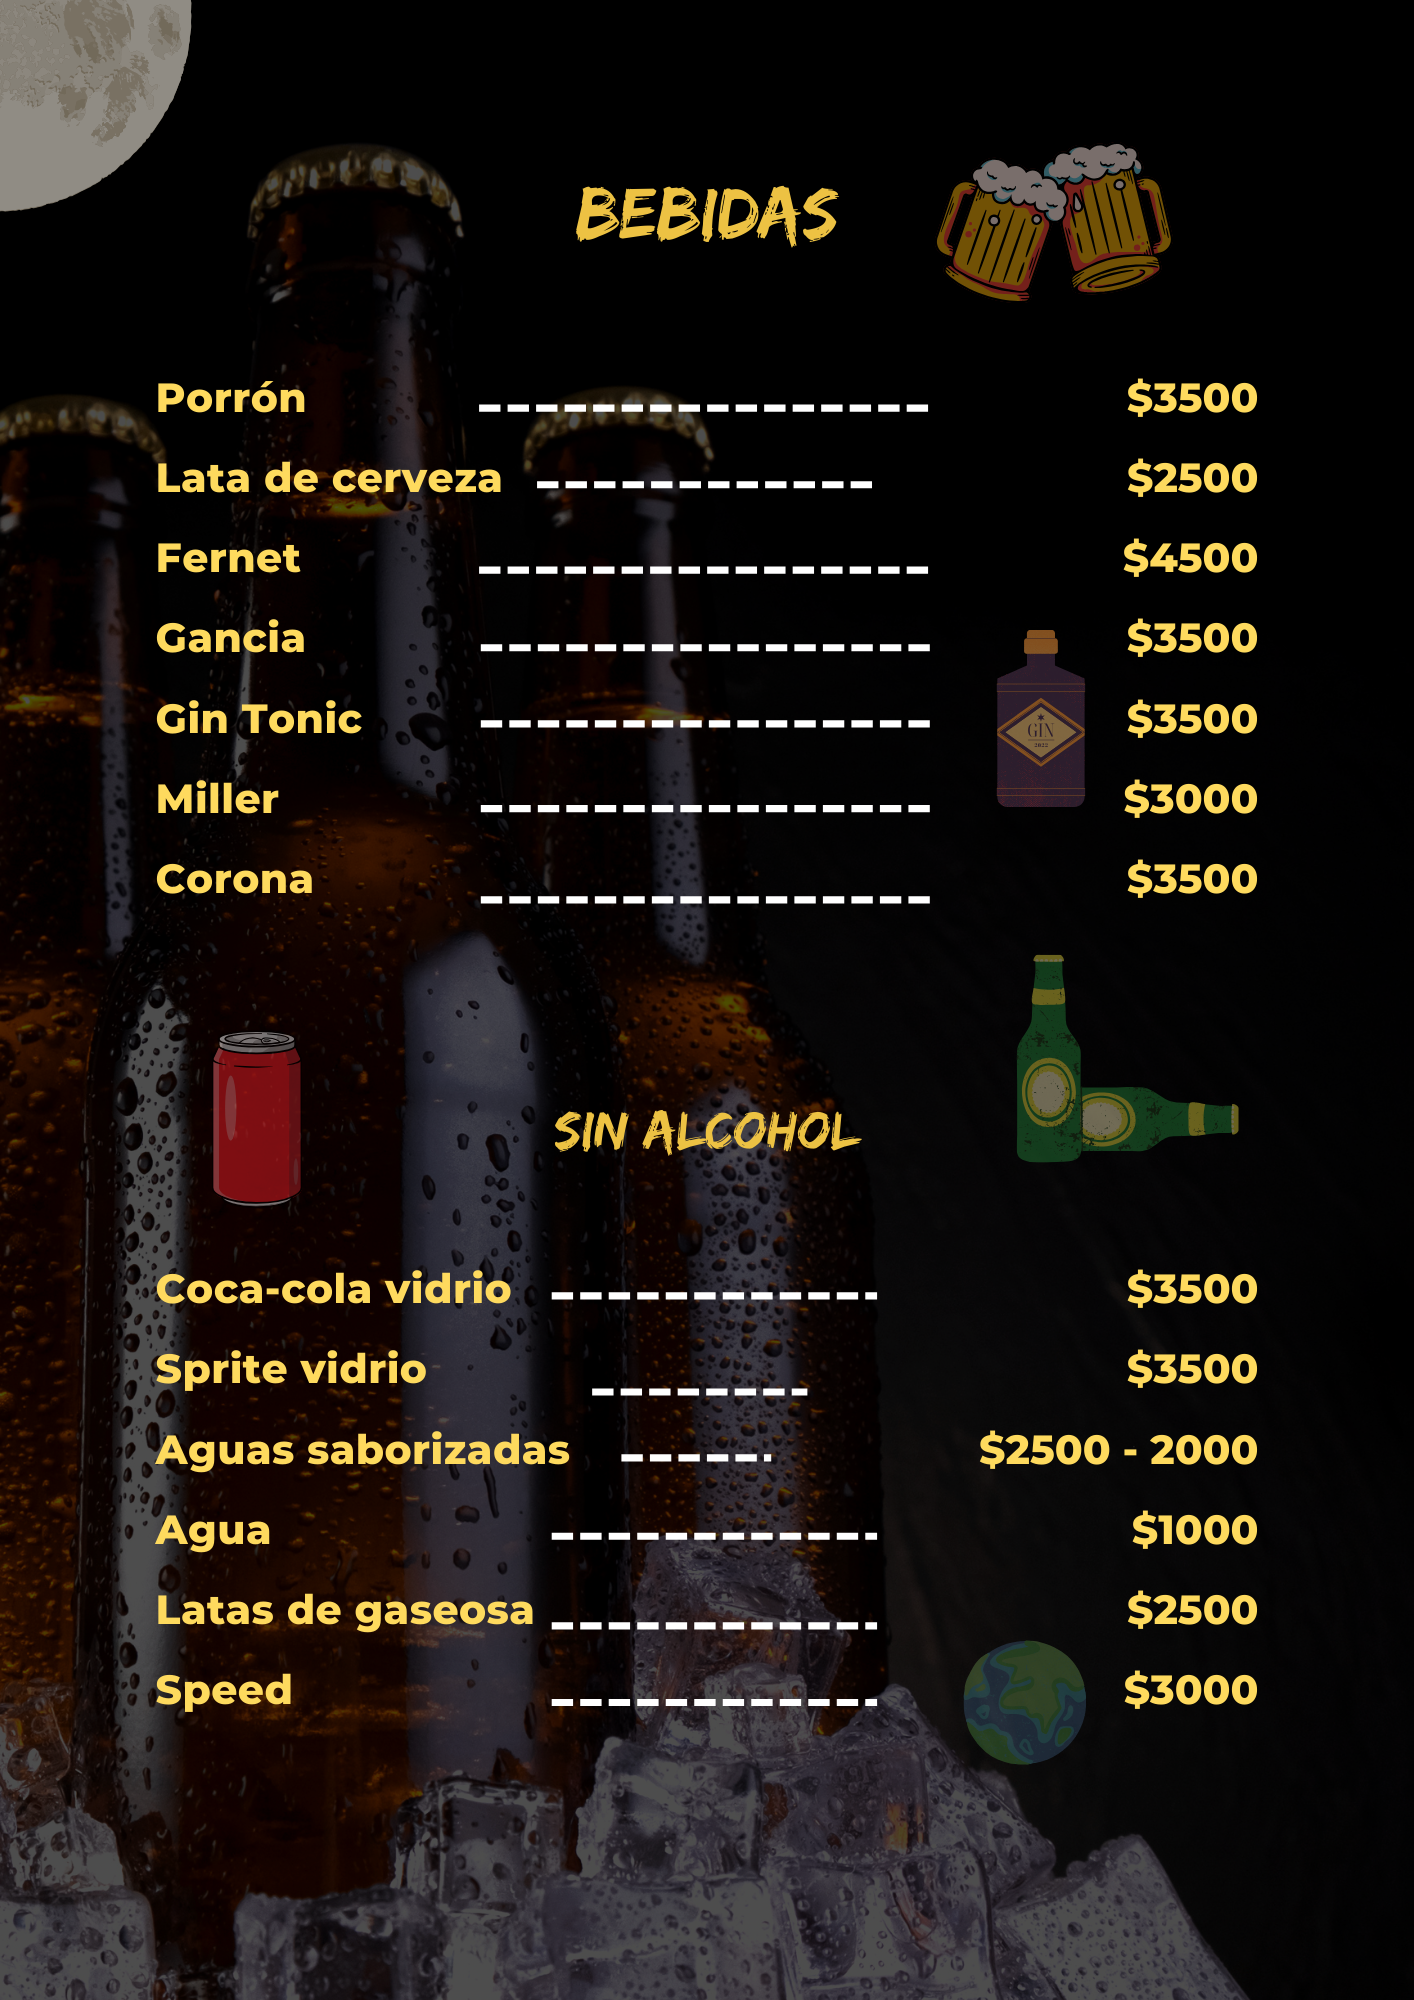 BEBIDAS
Porrón $3500
Lata de cerveza $2500
Fernet $4500
Gancia $3500
Gin Tonic $3500
GIN
2022
Miller $3000
Corona $3500
SIN ALCOHOL
Coca-cola vidrio $3500
Sprite vidrio $3500
Aguas saborizadas $2500 - 2000
Agua $1000
Latas de gaseosa $2500
Speed $3000